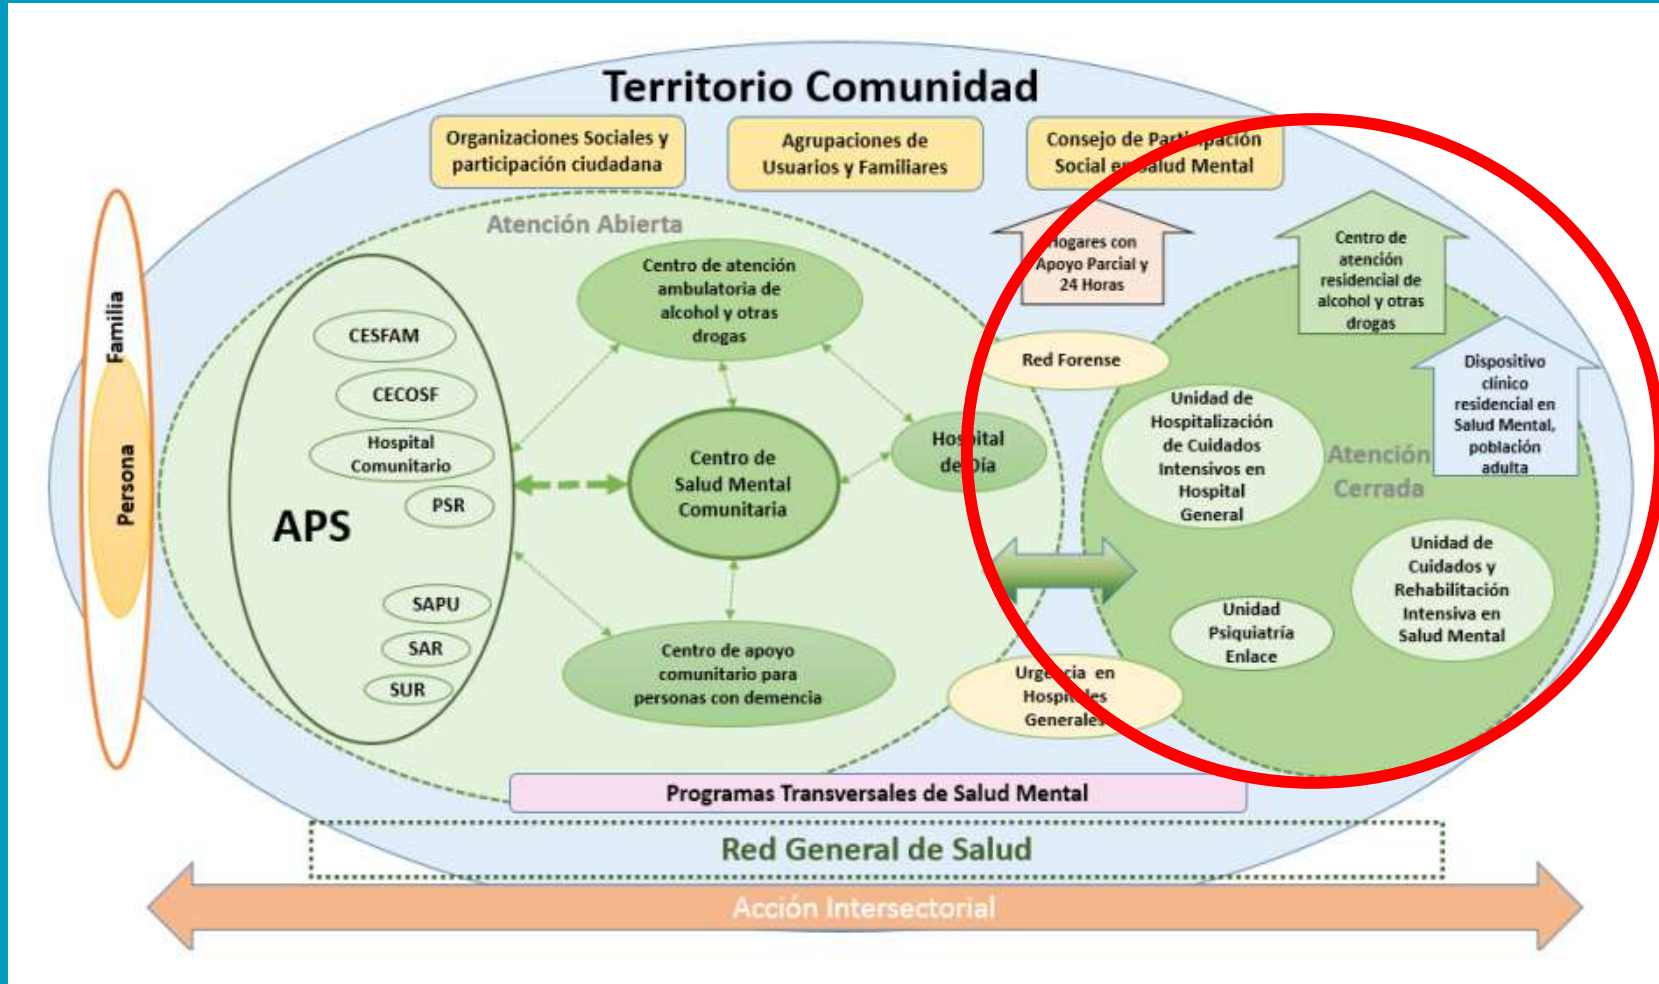 Territorio Comunidad
Organizaciones Sociales y
participación ciudadana
Agrupaciones de
Usuarios y Familiares
Consejo de Participación
Social en Salud Mental
Familia
Persona
Atención Abierta
APS
CESFAM
CECOSF
Hospital
Comunitario
PSR
SAPU
SAR
SUR
Centro de atención
ambulatoria de
alcohol y otras
drogas
Centro de
Salud Mental
Comunitaria
Hospital
de Día
Centro de apoyo
comunitario para
personas con demencia
Hogares con
Apoyo Parcial y
24 Horas
Red Forense
Urgencia en
Hospitales
Generales
Centro de
atención
residencial de
alcohol y otras
drogas
Dispositivo
clínico
residencial en
Salud Mental,
población
adulta
Atención
Cerrada
Unidad de
Hospitalización
de Cuidados
Intensivos en
Hospital
General
Unidad de
Cuidados y
Rehabilitación
Intensiva en
Salud Mental
Unidad
Psiquiatría
Enlace
Programas Transversales de Salud Mental
Red General de Salud
Acción Intersectorial